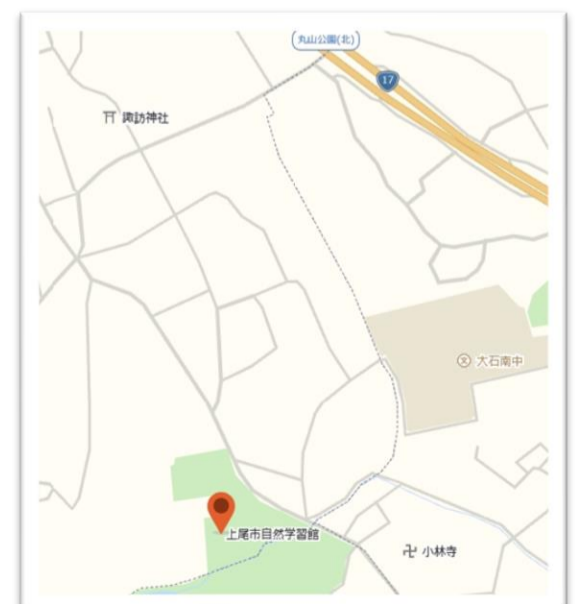 丸山公園(北)
17
諏訪神社
大石南中
上尾市自然学習館
小林寺